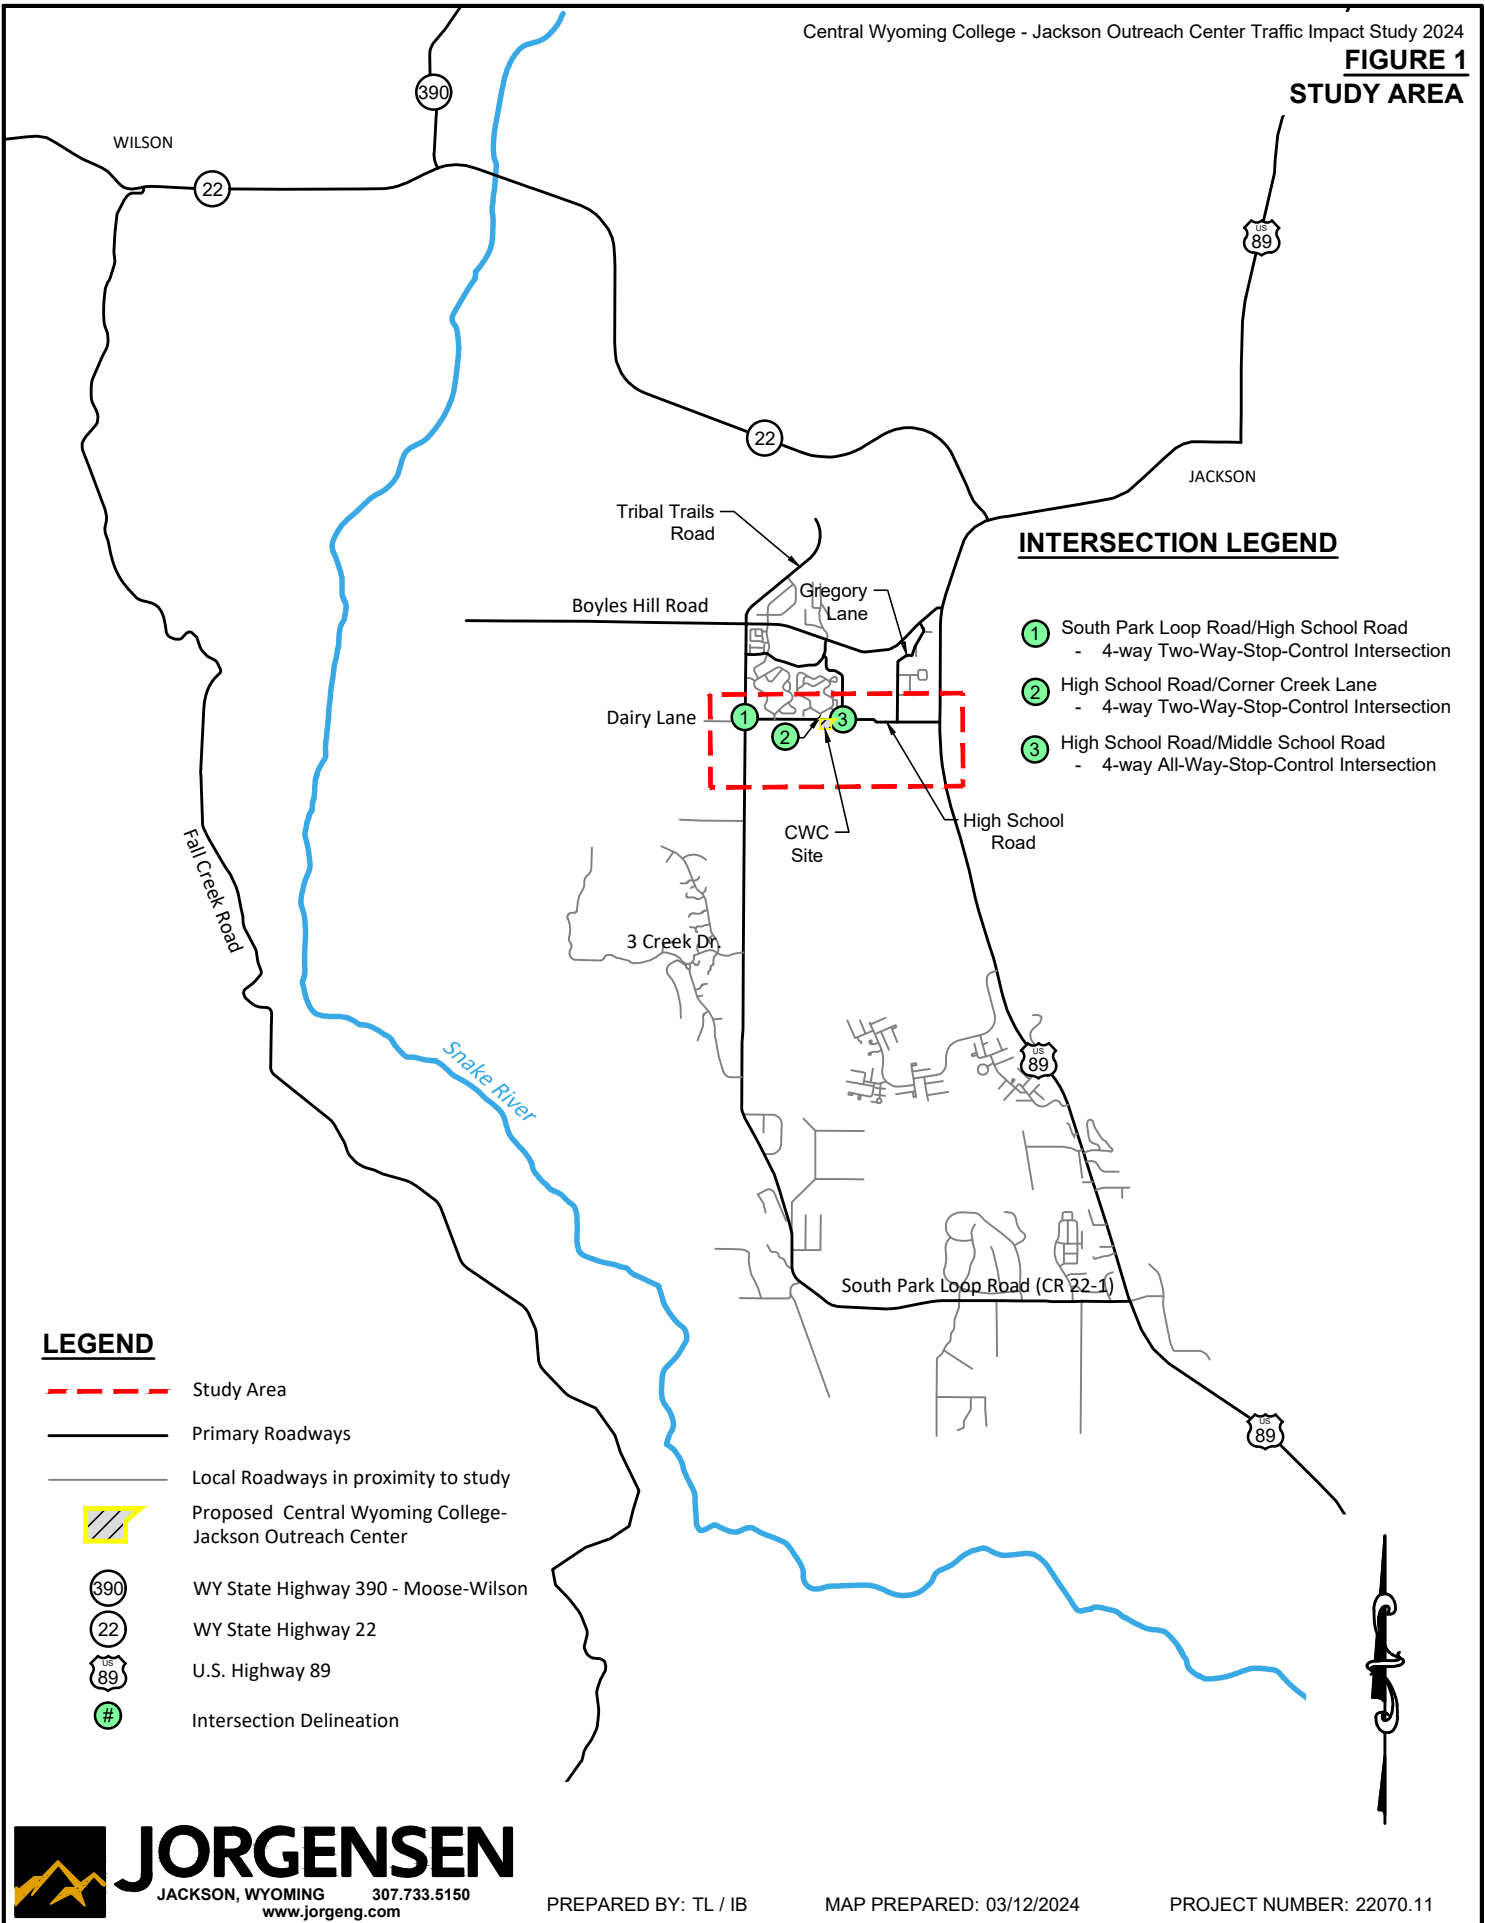 Central Wyoming College - Jackson Outreach Center Traffic Impact Study 2024
FIGURE 1
STUDY AREA
390
WILSON
22
US
89
22
JACKSON
Tribal Trails
Road
INTERSECTION LEGEND
Gregory
Lane
Boyles Hill Road
1 South Park Loop Road/High School Road
- 4-way Two-Way-Stop-Control Intersection
2 High School Road/Corner Creek Lane
- 4-way Two-Way-Stop-Control Intersection
3 High School Road/Middle School Road
- 4-way All-Way-Stop-Control Intersection
Dairy Lane
1
2
3
CWC
Site
High School
Road
Fall Creek Road
3 Creek Dr.
Snake River
US
89
South Park Loop Road (CR 22-1)
US
89
LEGEND
Study Area
Primary Roadways
Local Roadways in proximity to study
Proposed Central Wyoming College-
Jackson Outreach Center
390 WY State Highway 390 - Moose-Wilson
22 WY State Highway 22
US
89 U.S. Highway 89
# Intersection Delineation
JORGENSEN
JACKSON, WYOMING 307.733.5150
www.jorgeng.com
PREPARED BY: TL / IB MAP PREPARED: 03/12/2024 PROJECT NUMBER: 22070.11